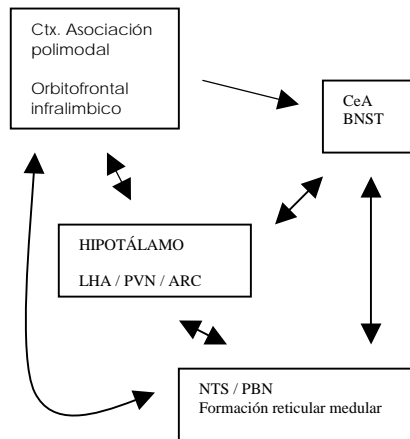 Ctx. Asociación
polimodal
Orbitofrontal
infralimbico
CeA
BNST
HIPOTÁLAMO
LHA / PVN / ARC
NTS / PBN
Formación reticular medular